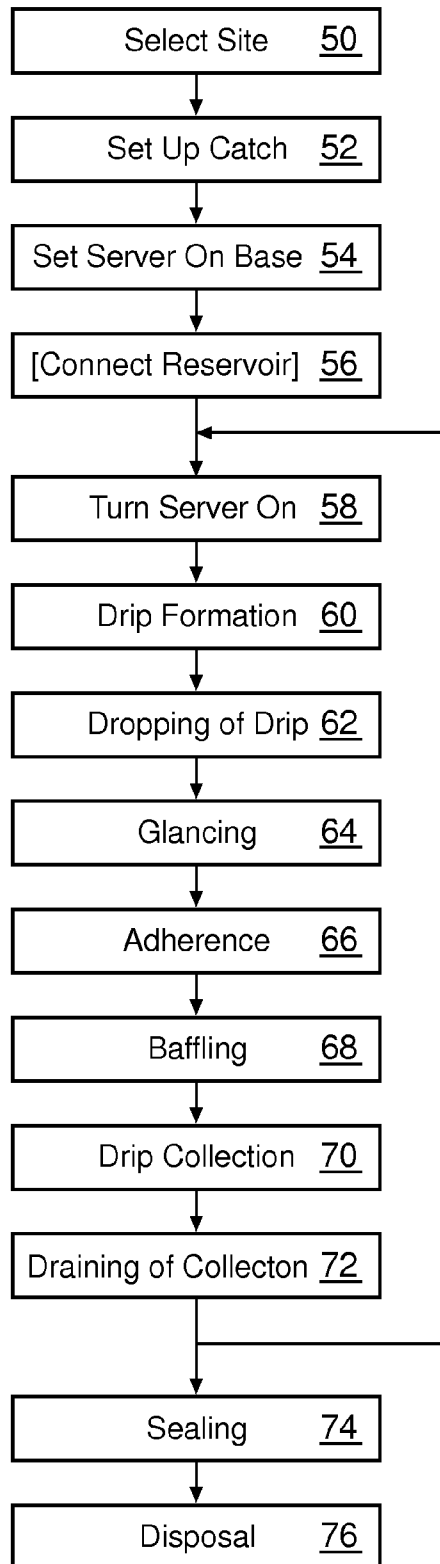 Select Site 50
Set Up Catch 52
Set Server On Base 54
[Connect Reservoir] 56
Turn Server On 58
Drip Formation 60
Dropping of Drip 62
Glancing 64
Adherence 66
Baffling 68
Drip Collection 70
Draining of Collecton 72
Sealing 74
Disposal 76